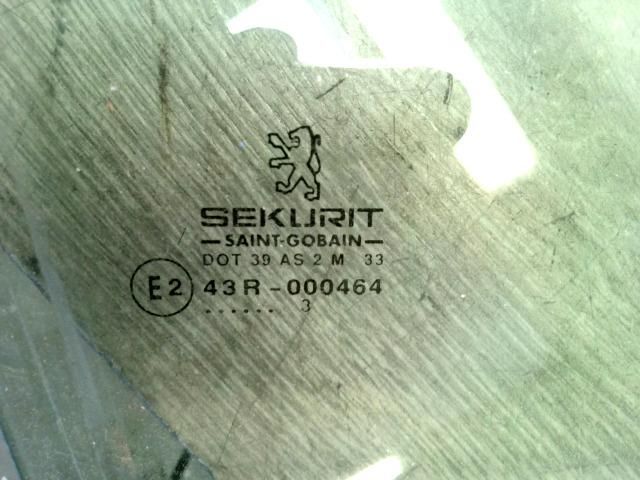 SEKURIT
—SAINT-GOBAIN—
DOT 39 AS 2 M 33
E2 43R-000464
...... 3